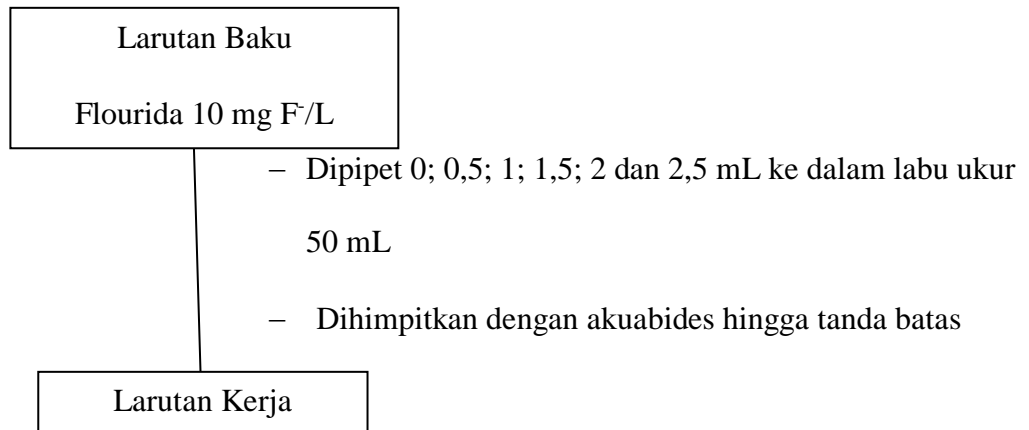 Larutan Baku
Flourida 10 mg F⁻/L
– Dipipet 0; 0,5; 1; 1,5; 2 dan 2,5 mL ke dalam labu ukur
50 mL
– Dihimpitkan dengan akuabides hingga tanda batas
Larutan Kerja